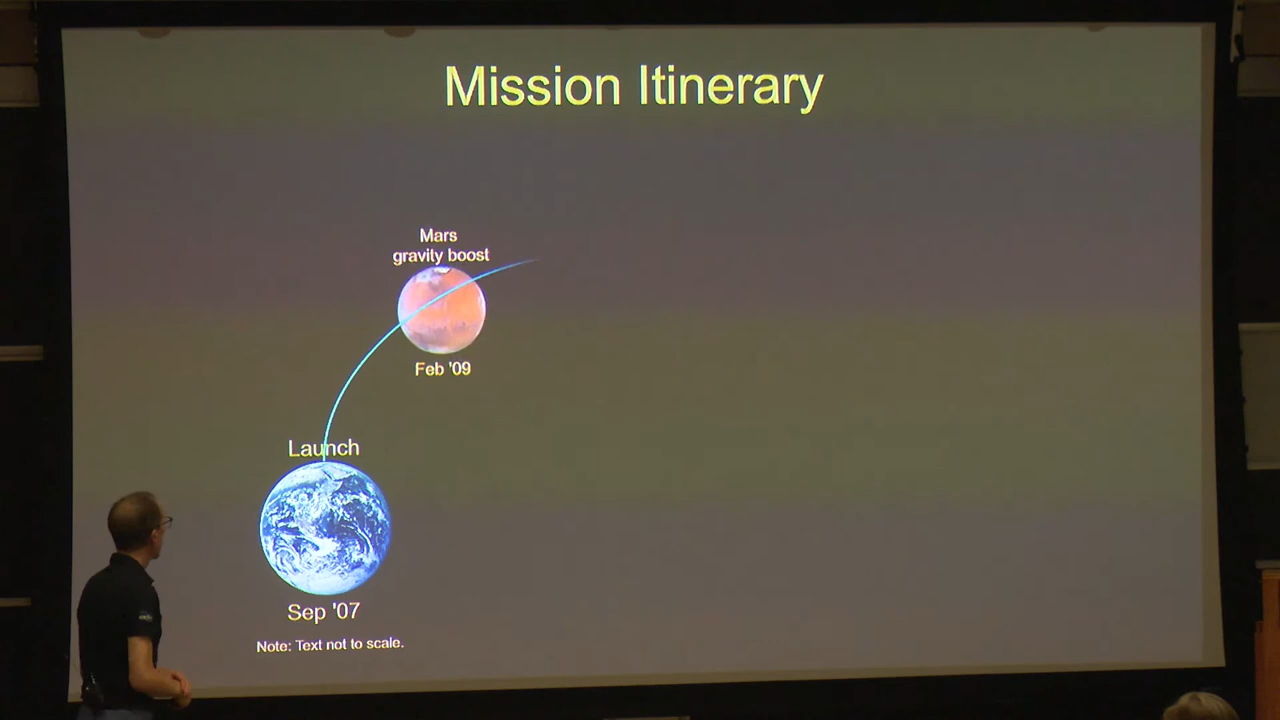 Mission Itinerary
Mars
gravity boost
Feb '09
Launch
Sep '07
Note: Text not to scale.